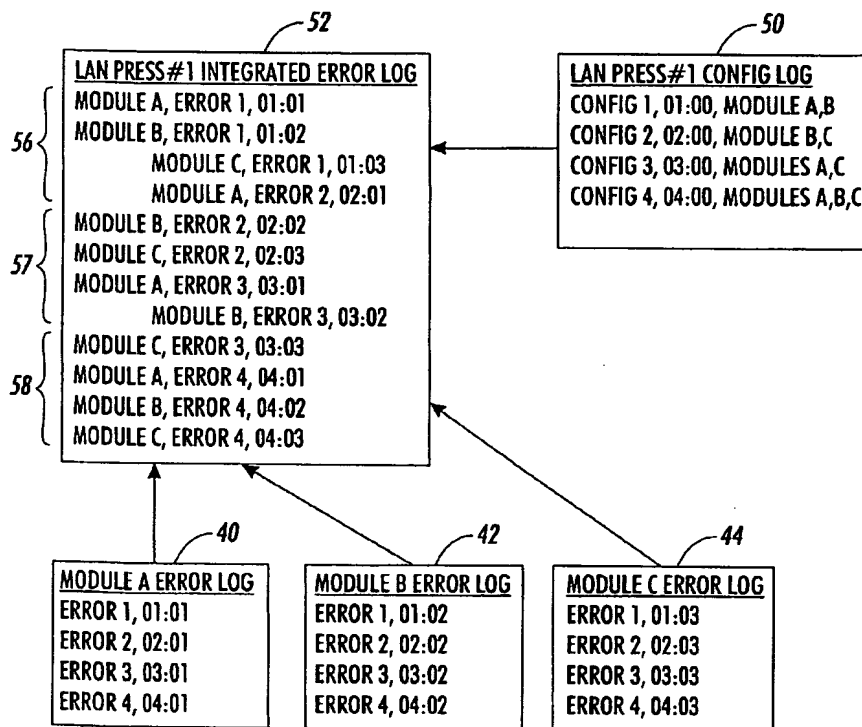 52
LAN PRESS#1 INTEGRATED ERROR LOG
MODULE A, ERROR 1, 01:01
MODULE B, ERROR 1, 01:02
MODULE C, ERROR 1, 01:03
MODULE A, ERROR 2, 02:01
MODULE B, ERROR 2, 02:02
MODULE C, ERROR 2, 02:03
MODULE A, ERROR 3, 03:01
MODULE B, ERROR 3, 03:02
MODULE C, ERROR 3, 03:03
MODULE A, ERROR 4, 04:01
MODULE B, ERROR 4, 04:02
MODULE C, ERROR 4, 04:03
56
57
58
50
LAN PRESS#1 CONFIG LOG
CONFIG 1, 01:00, MODULE A,B
CONFIG 2, 02:00, MODULE B,C
CONFIG 3, 03:00, MODULES A,C
CONFIG 4, 04:00, MODULES A,B,C
40
MODULE A ERROR LOG
ERROR 1, 01:01
ERROR 2, 02:01
ERROR 3, 03:01
ERROR 4, 04:01
42
MODULE B ERROR LOG
ERROR 1, 01:02
ERROR 2, 02:02
ERROR 3, 03:02
ERROR 4, 04:02
44
MODULE C ERROR LOG
ERROR 1, 01:03
ERROR 2, 02:03
ERROR 3, 03:03
ERROR 4, 04:03